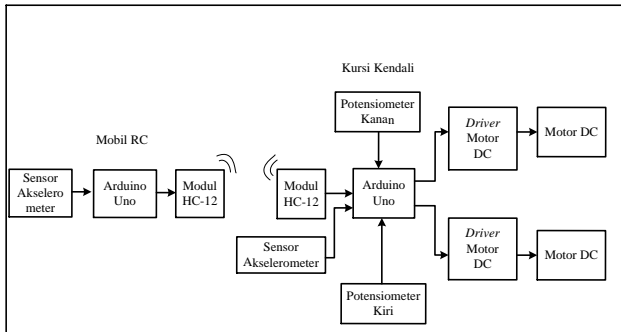 Mobil RC
Sensor
Akselero
meter
Arduino
Uno
Modul
HC-12
Kursi Kendali
Potensiometer
Kanan
Modul
HC-12
Sensor
Akselerometer
Arduino
Uno
Potensiometer
Kiri
Driver
Motor
DC
Motor DC
Driver
Motor
DC
Motor DC